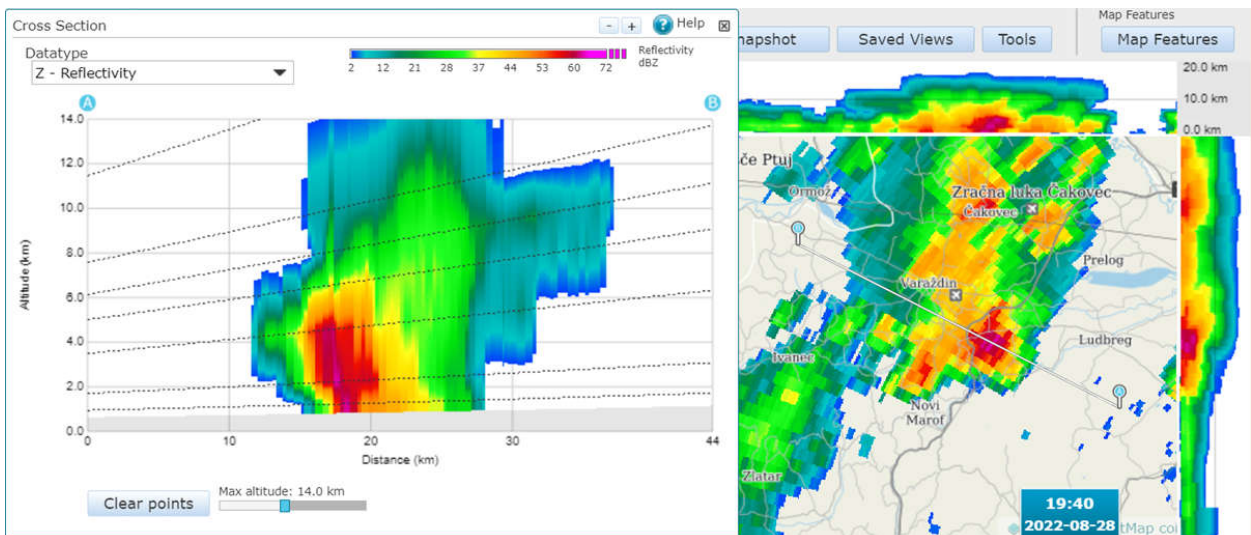 Cross Section
- + ? Help
Datatype
Z - Reflectivity
2 12 21 28 37 44 53 60 72
Reflectivity
dBZ
A
B
14.0
12.0
10.0
8.0
6.0
4.0
2.0
0.0
Altitude (km)
0 10 20 30 44
Distance (km)
Clear points
Max altitude: 14.0 km
napshot
Saved Views
Tools
Map Features
Map Features
20.0 km
10.0 km
0.0 km
če Ptuj
Ormož
Zračna luka Čakovec
Čakovec
Prelog
Varaždin
Ludbreg
Ivanec
Novi
Marof
Zlatar
19:40
2022-08-28
tMap coi